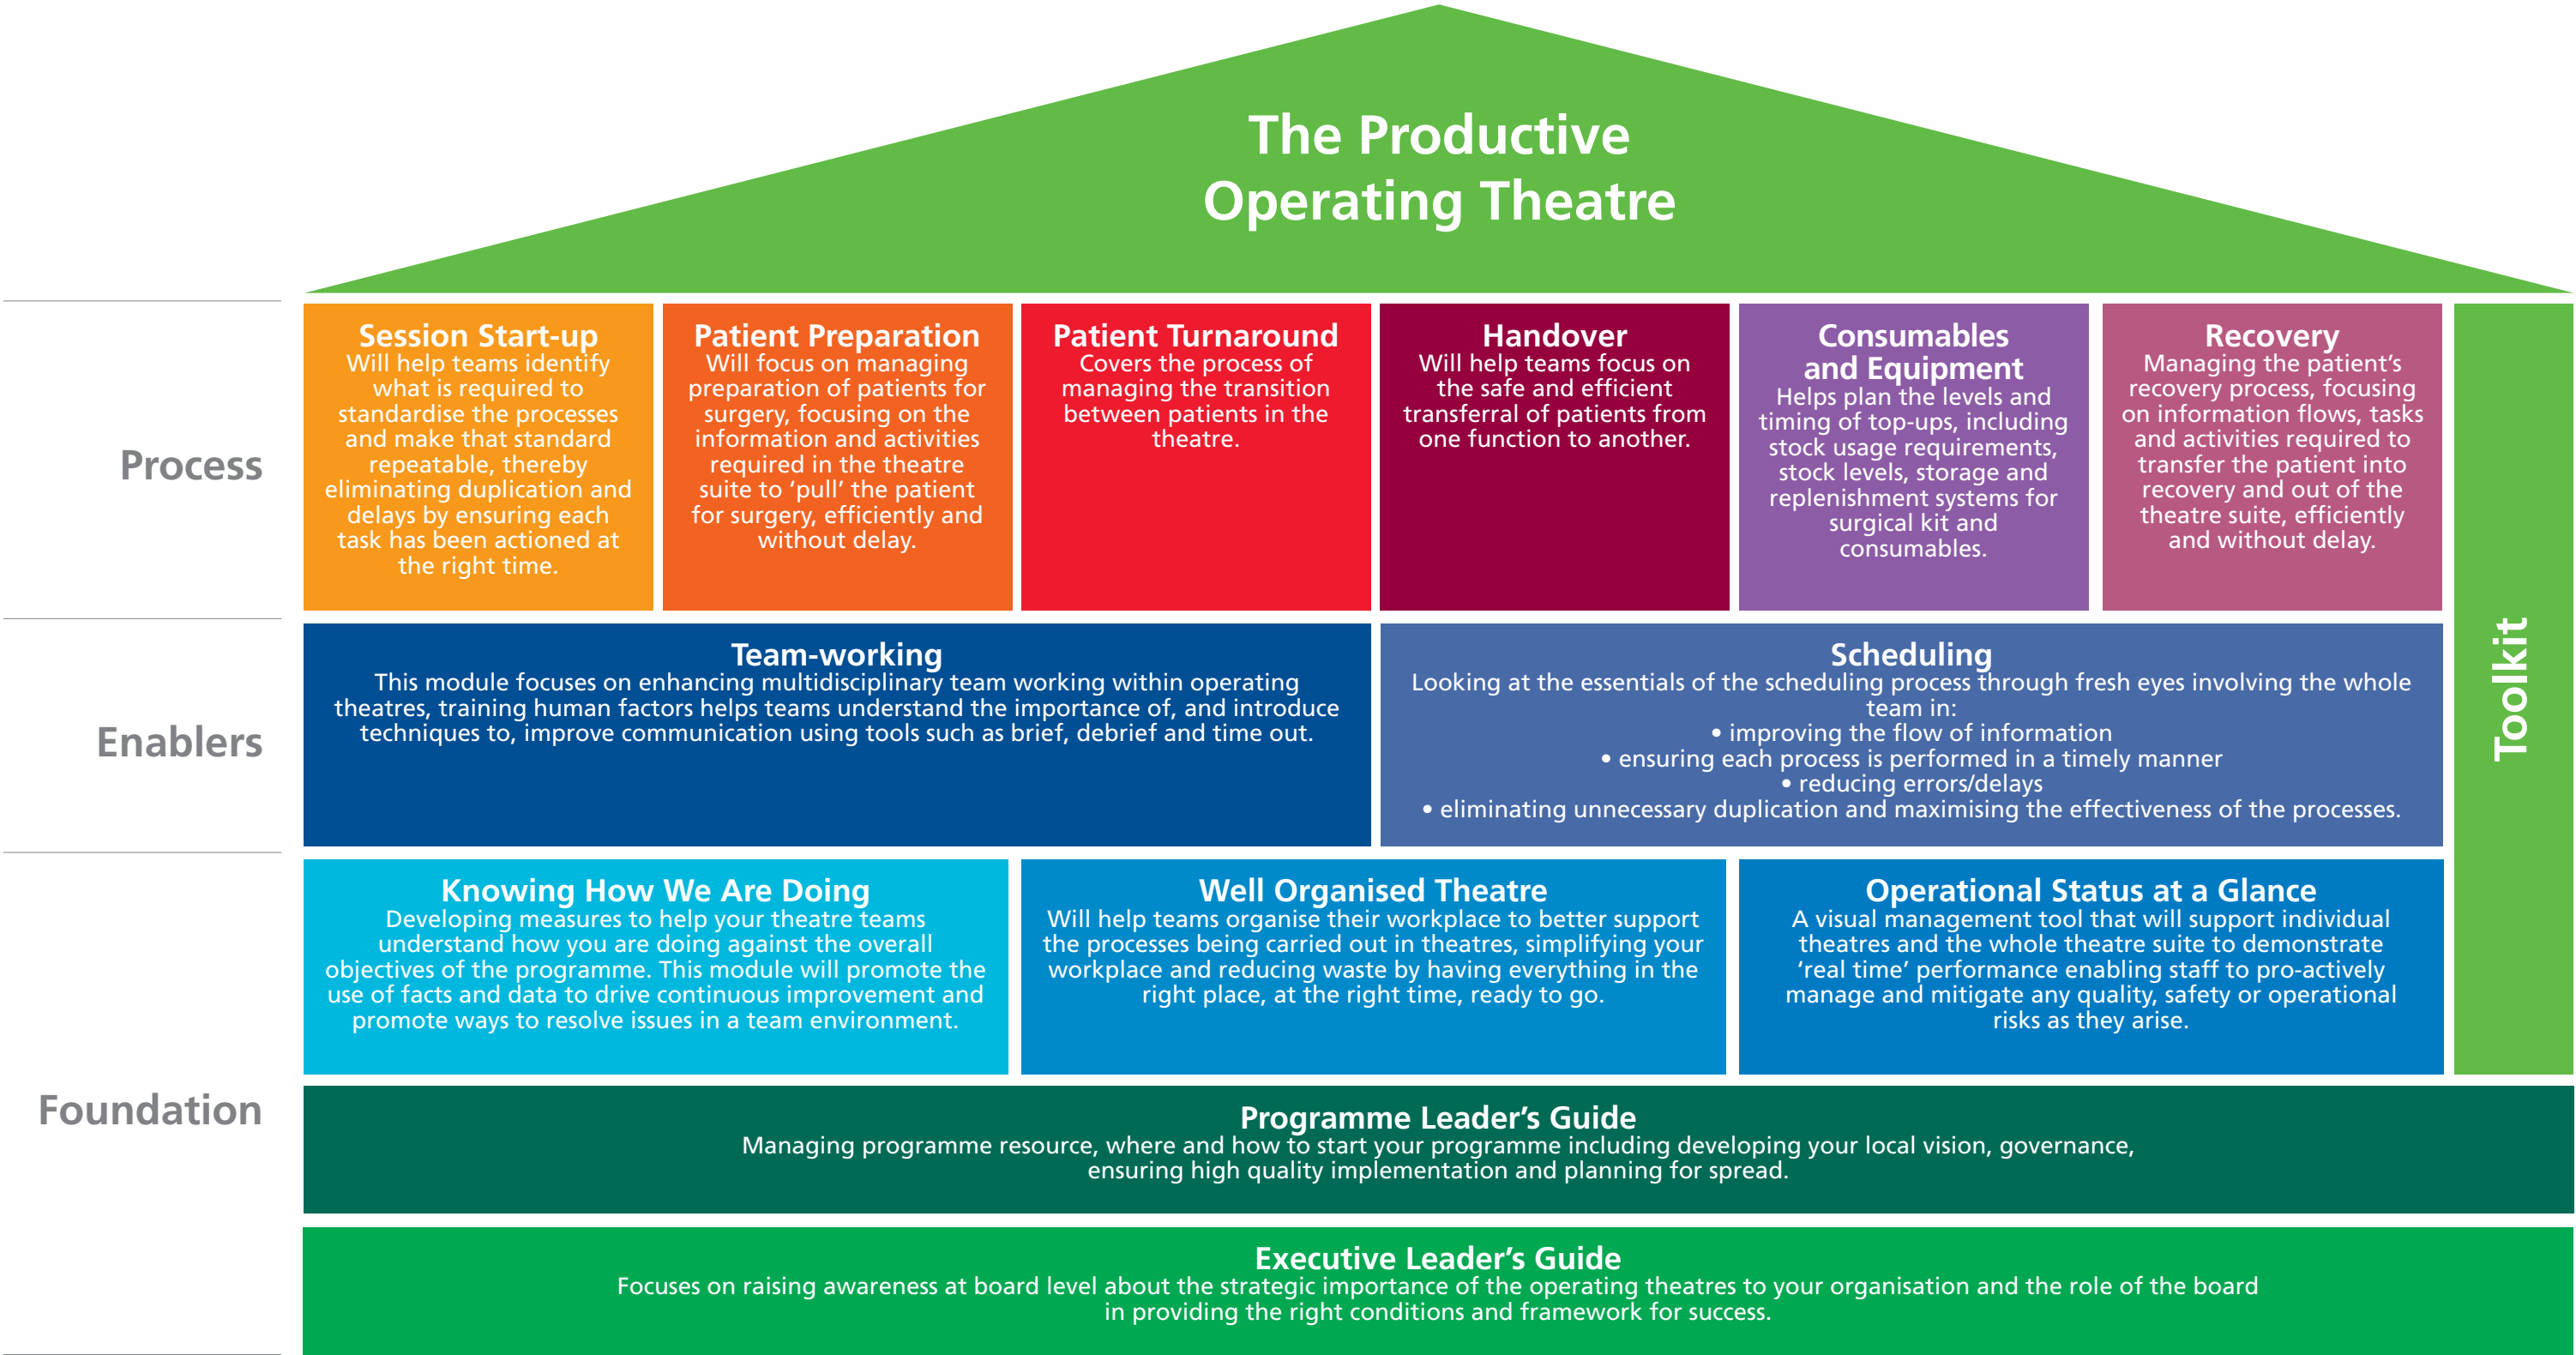 The Productive
Operating Theatre
Process
Session Start-up
Will help teams identify
what is required to
standardise the processes
and make that standard
repeatable, thereby
eliminating duplication and
delays by ensuring each
task has been actioned at
the right time.
Patient Preparation
Will focus on managing
preparation of patients for
surgery, focusing on the
information and activities
required in the theatre
suite to ‘pull’ the patient
for surgery, efficiently and
without delay.
Patient Turnaround
Covers the process of
managing the transition
between patients in the
theatre.
Handover
Will help teams focus on
the safe and efficient
transferral of patients from
one function to another.
Consumables
and Equipment
Helps plan the levels and
timing of top-ups, including
stock usage requirements,
stock levels, storage and
replenishment systems for
surgical kit and
consumables.
Recovery
Managing the patient’s
recovery process, focusing
on information flows, tasks
and activities required to
transfer the patient into
recovery and out of the
theatre suite, efficiently
and without delay.
Toolkit
Enablers
Team-working
This module focuses on enhancing multidisciplinary team working within operating
theatres, training human factors helps teams understand the importance of, and introduce
techniques to, improve communication using tools such as brief, debrief and time out.
Scheduling
Looking at the essentials of the scheduling process through fresh eyes involving the whole
team in:
• improving the flow of information
• ensuring each process is performed in a timely manner
• reducing errors/delays
• eliminating unnecessary duplication and maximising the effectiveness of the processes.
Foundation
Knowing How We Are Doing
Developing measures to help your theatre teams
understand how you are doing against the overall
objectives of the programme. This module will promote the
use of facts and data to drive continuous improvement and
promote ways to resolve issues in a team environment.
Well Organised Theatre
Will help teams organise their workplace to better support
the processes being carried out in theatres, simplifying your
workplace and reducing waste by having everything in the
right place, at the right time, ready to go.
Operational Status at a Glance
A visual management tool that will support individual
theatres and the whole theatre suite to demonstrate
‘real time’ performance enabling staff to pro-actively
manage and mitigate any quality, safety or operational
risks as they arise.
Programme Leader’s Guide
Managing programme resource, where and how to start your programme including developing your local vision, governance,
ensuring high quality implementation and planning for spread.
Executive Leader’s Guide
Focuses on raising awareness at board level about the strategic importance of the operating theatres to your organisation and the role of the board
in providing the right conditions and framework for success.